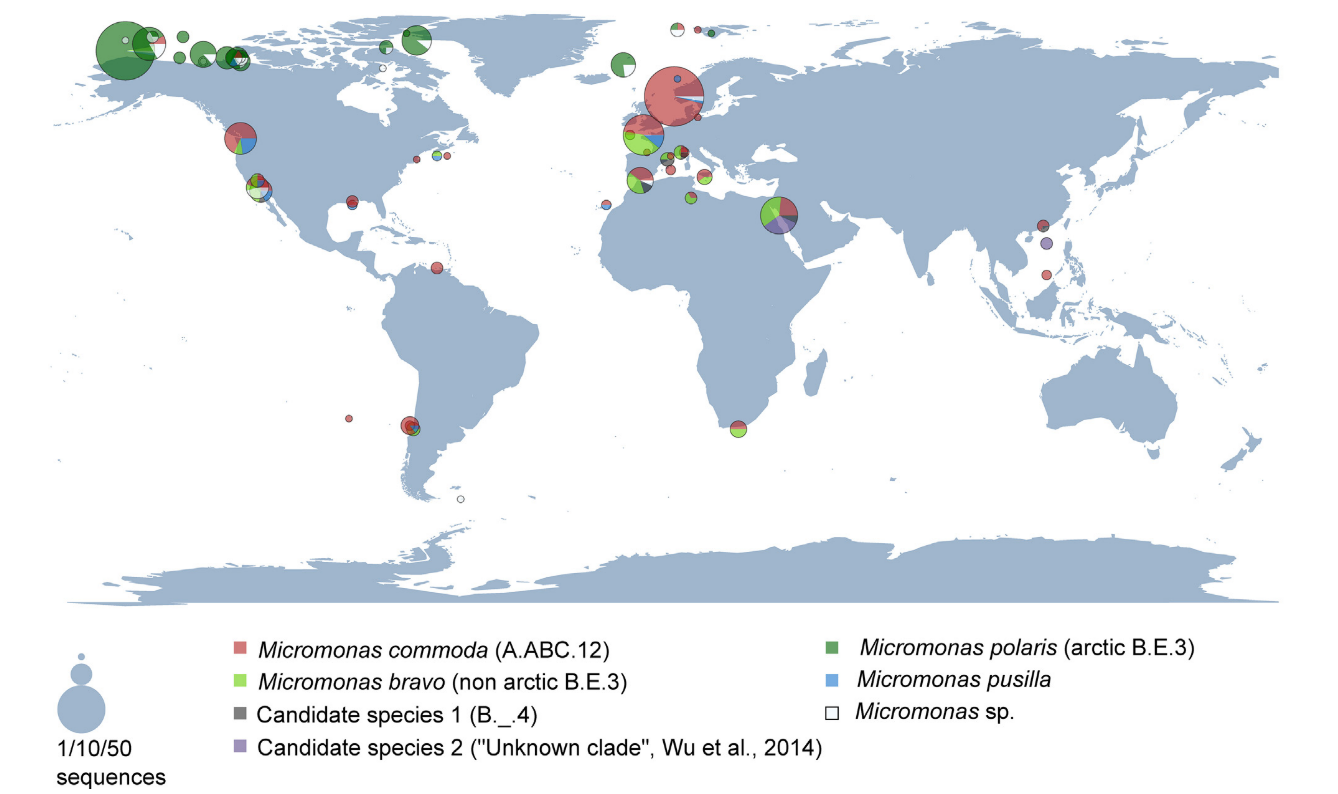 Micromonas commoda (A.ABC.12)
Micromonas bravo (non arctic B.E.3)
Candidate species 1 (B._.4)
Candidate species 2 ("Unknown clade", Wu et al., 2014)
Micromonas polaris (arctic B.E.3)
Micromonas pusilla
Micromonas sp.
1/10/50
sequences